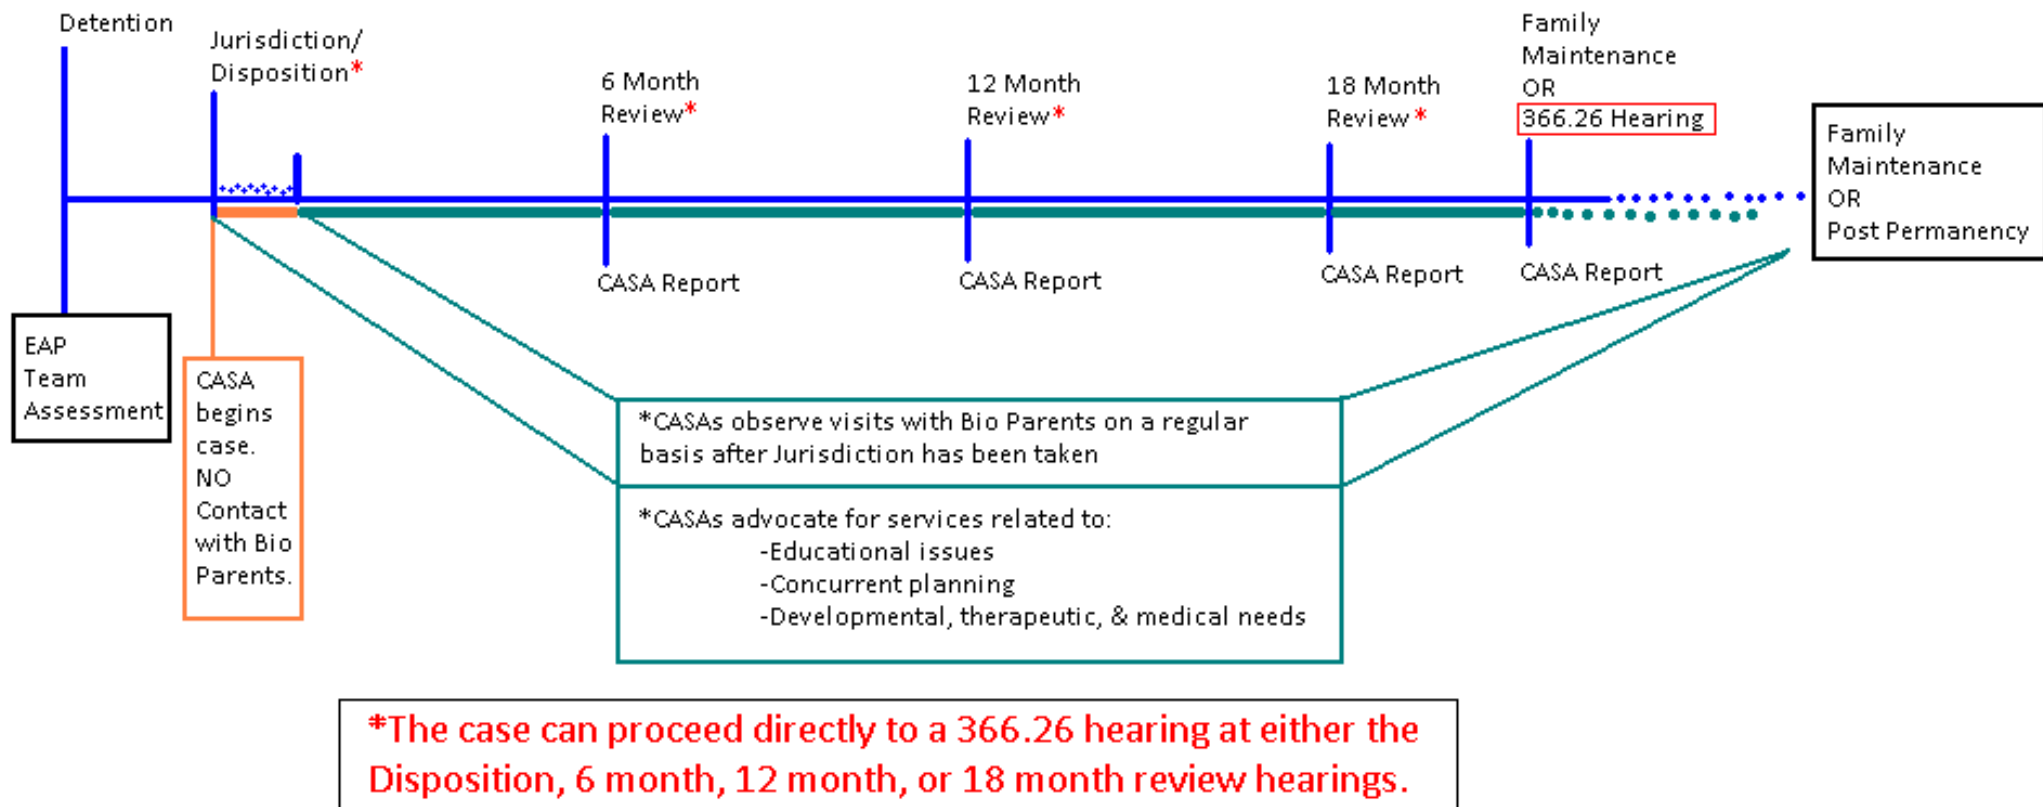 Detention
Jurisdiction/
Disposition*
6 Month
Review*
12 Month
Review*
18 Month
Review*
Family
Maintenance
OR
366.26 Hearing
Family
Maintenance
OR
Post Permanency
CASA Report
CASA Report
CASA Report
CASA Report
EAP
Team
Assessment
CASA
begins
case.
NO
Contact
with Bio
Parents.
*CASAs observe visits with Bio Parents on a regular
basis after Jurisdiction has been taken
*CASAs advocate for services related to:
-Educational issues
-Concurrent planning
-Developmental, therapeutic, & medical needs
*The case can proceed directly to a 366.26 hearing at either the
Disposition, 6 month, 12 month, or 18 month review hearings.